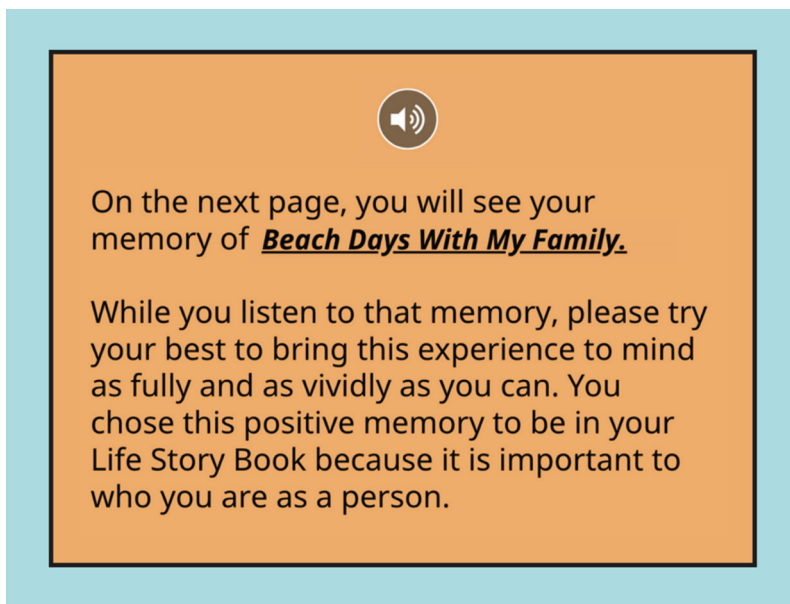 On the next page, you will see your
memory of Beach Days With My Family.
While you listen to that memory, please try
your best to bring this experience to mind
as fully and as vividly as you can. You
chose this positive memory to be in your
Life Story Book because it is important to
who you are as a person.